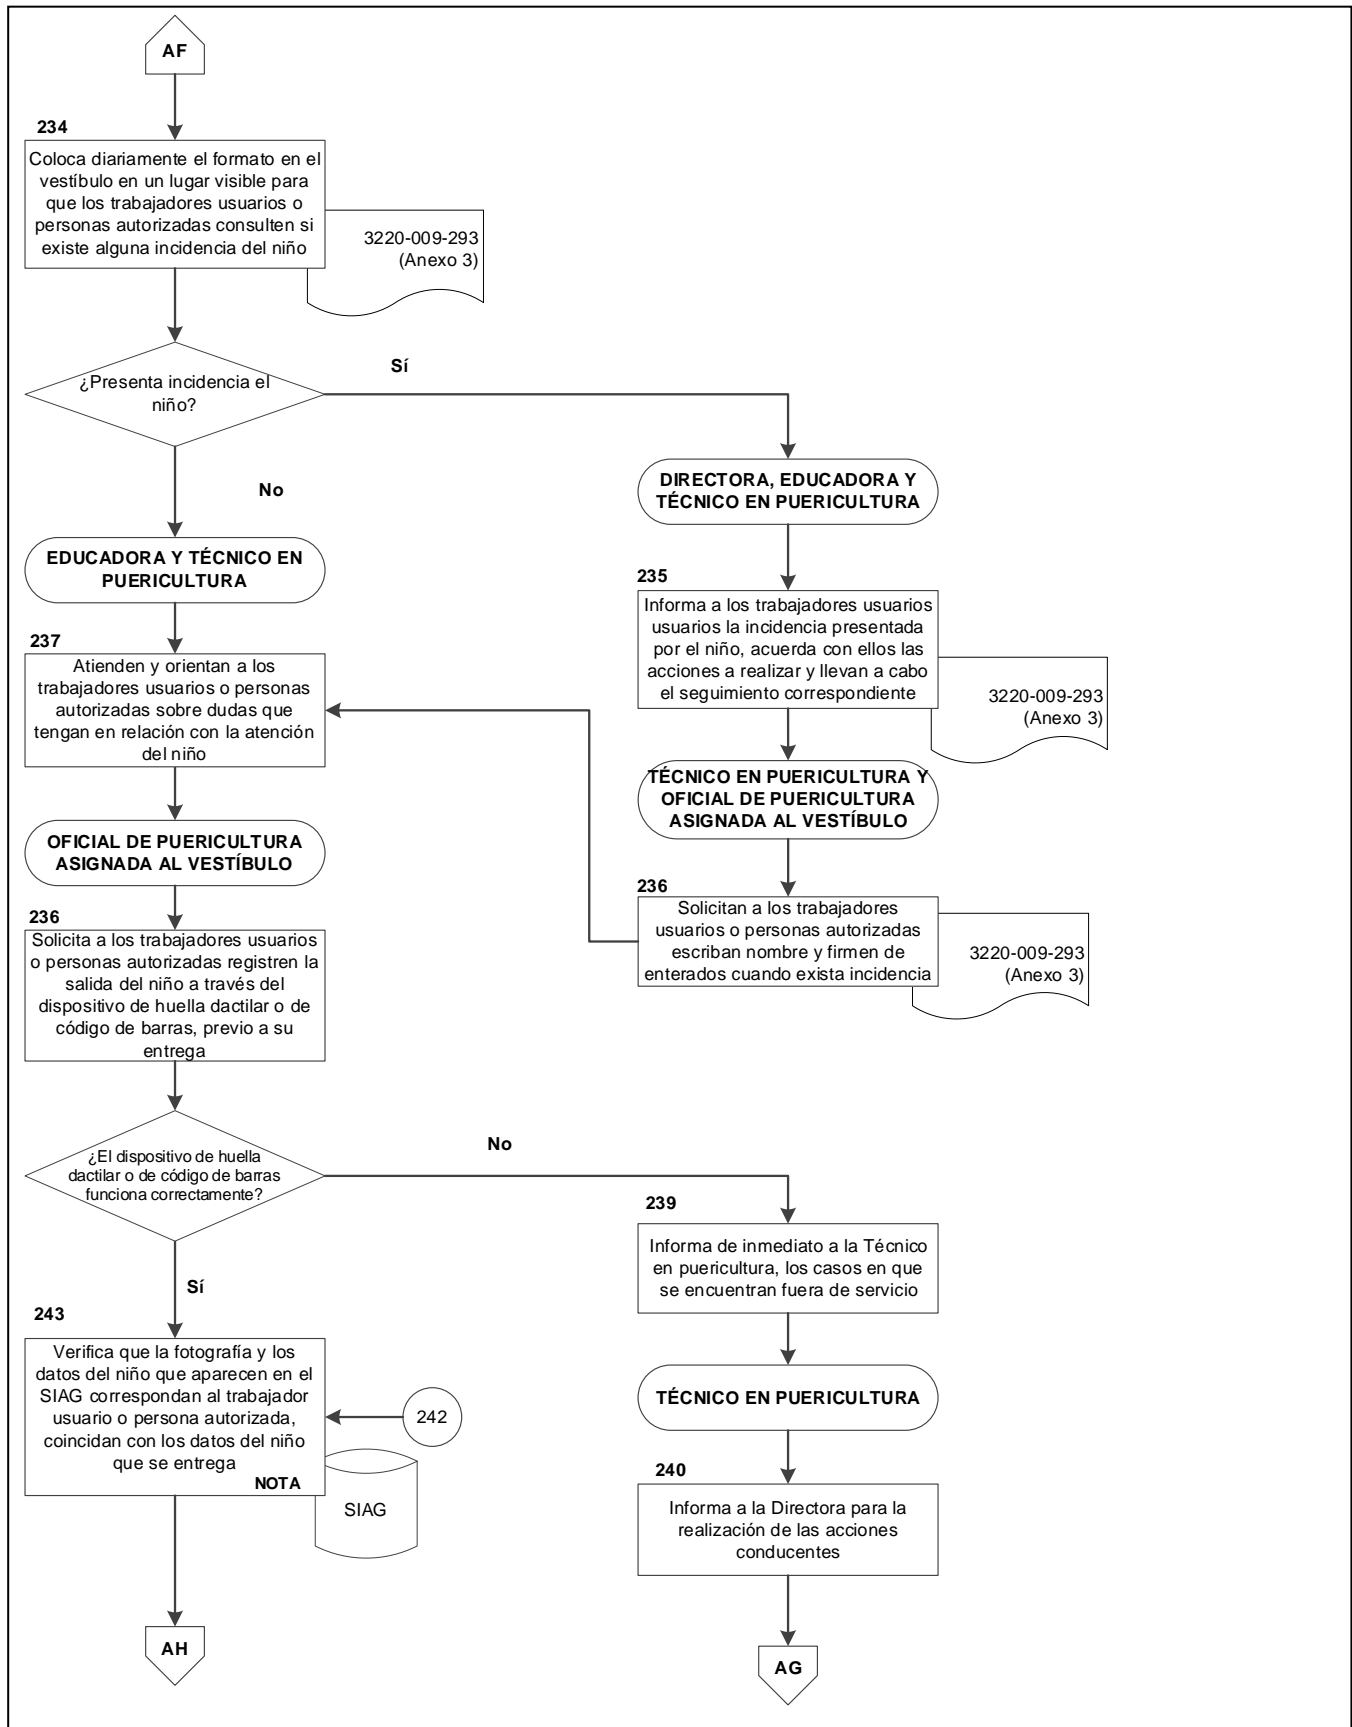 AF
234
Coloca diariamente el formato en el
vestíbulo en un lugar visible para
que los trabajadores usuarios o
personas autorizadas consulten si
existe alguna incidencia del niño
3220-009-293
(Anexo 3)
¿Presenta incidencia el
niño?
Sí
No
DIRECTORA, EDUCADORA Y
TÉCNICO EN PUERICULTURA
235
Informa a los trabajadores usuarios
usuarios la incidencia presentada
por el niño, acuerda con ellos las
acciones a realizar y llevan a cabo
el seguimiento correspondiente
3220-009-293
(Anexo 3)
TÉCNICO EN PUERICULTURA Y
OFICIAL DE PUERICULTURA
ASIGNADA AL VESTÍBULO
236
Solicitan a los trabajadores
usuarios o personas autorizadas
escriban nombre y firmen de
enterados cuando exista incidencia
3220-009-293
(Anexo 3)
EDUCADORA Y TÉCNICO EN
PUERICULTURA
237
Atienden y orientan a los
trabajadores usuarios o personas
autorizadas sobre dudas que
tengan en relación con la atención
del niño
OFICIAL DE PUERICULTURA
ASIGNADA AL VESTÍBULO
236
Solicita a los trabajadores usuarios
o personas autorizadas registren la
salida del niño a través del
dispositivo de huella dactilar o de
código de barras, previo a su
entrega
¿El dispositivo de huella
dactilar o de código de barras
funciona correctamente?
No
Sí
239
Informa de inmediato a la Técnico
en puericultura, los casos en que
se encuentran fuera de servicio
TÉCNICO EN PUERICULTURA
240
Informa a la Directora para la
realización de las acciones
conducentes
AG
243
Verifica que la fotografía y los
datos del niño que aparecen en el
SIAG correspondan al trabajador
usuario o persona autorizada,
coincidan con los datos del niño
que se entrega
NOTA
242
SIAG
AH